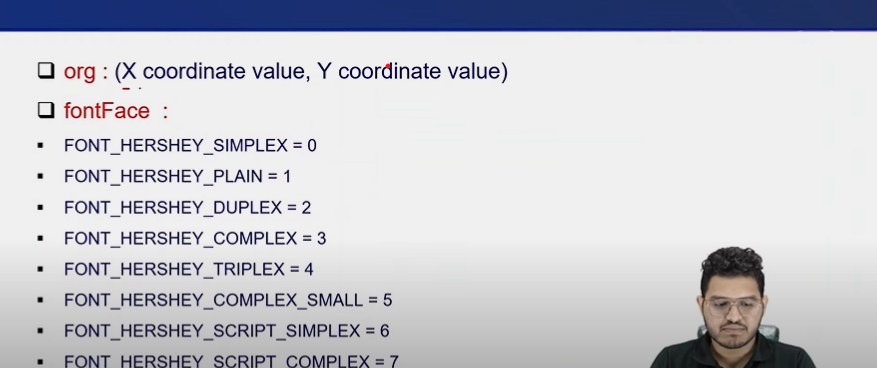 org : (X coordinate value, Y coordinate value)
fontFace :
FONT_HERSHEY_SIMPLEX = 0
FONT_HERSHEY_PLAIN = 1
FONT_HERSHEY_DUPLEX = 2
FONT_HERSHEY_COMPLEX = 3
FONT_HERSHEY_TRIPLEX = 4
FONT_HERSHEY_COMPLEX_SMALL = 5
FONT_HERSHEY_SCRIPT_SIMPLEX = 6
FONT_HERSHEY_SCRIPT_COMPLEX = 7